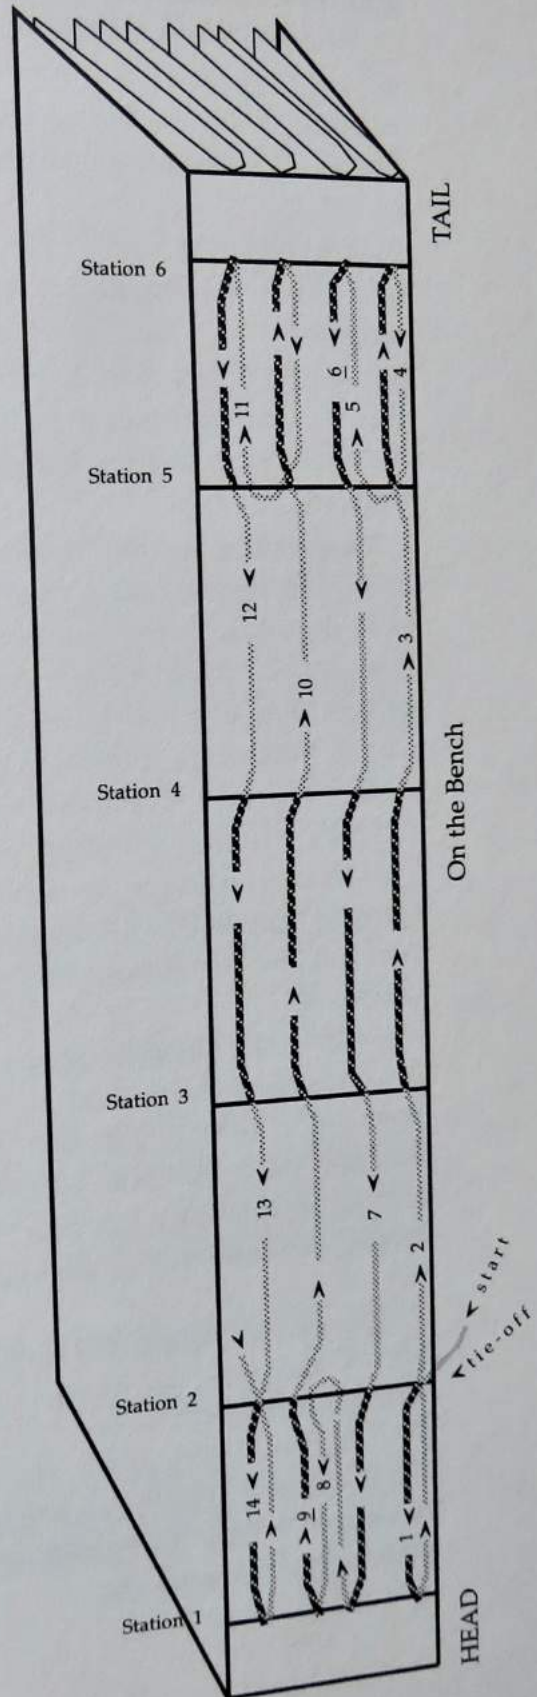 TAIL
Station 6
11
6
5
4
Station 5
12
10
3
Station 4
On the Bench
Station 3
13
7
2
start
tie-off
Station 2
14
9
8
1
Station 1
HEAD